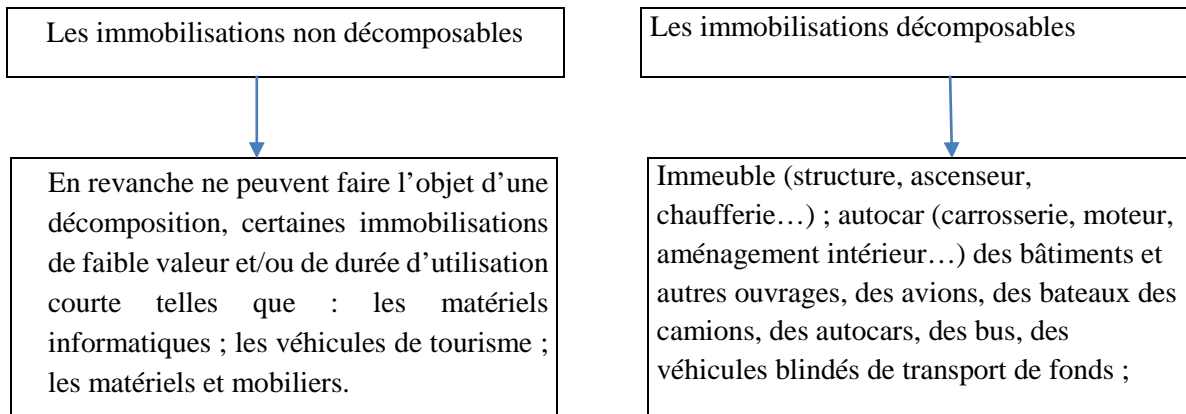 Les immobilisations non décomposables
En revanche ne peuvent faire l’objet d’une
décomposition, certaines immobilisations
de faible valeur et/ou de durée d’utilisation
courte telles que : les matériels
informatiques ; les véhicules de tourisme ;
les matériels et mobiliers.
Les immobilisations décomposables
Immeuble (structure, ascenseur,
chaufferie…) ; autocar (carrosserie, moteur,
aménagement intérieur…) des bâtiments et
autres ouvrages, des avions, des bateaux des
camions, des autocars, des bus, des
véhicules blindés de transport de fonds ;